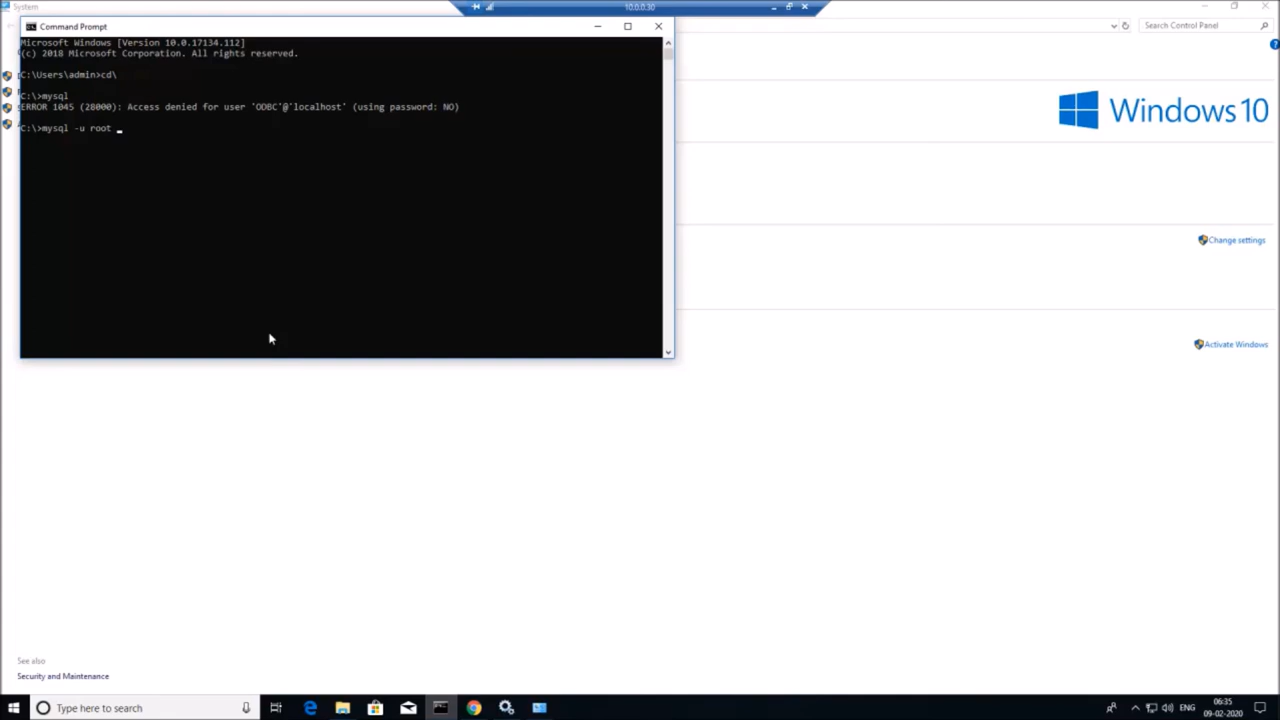 System
10.0.0.30
Command Prompt
Search Control Panel
Microsoft Windows [Version 10.0.17134.112]
(c) 2018 Microsoft Corporation. All rights reserved.
C:\Users\admin>cd\
C:\>mysql
ERROR 1045 (28000): Access denied for user 'ODBC'@'localhost' (using password: NO)
C:\>mysql -u root _
Windows 10
Change settings
Activate Windows
See also
Security and Maintenance
Type here to search
ENG
06:35
09-02-2020